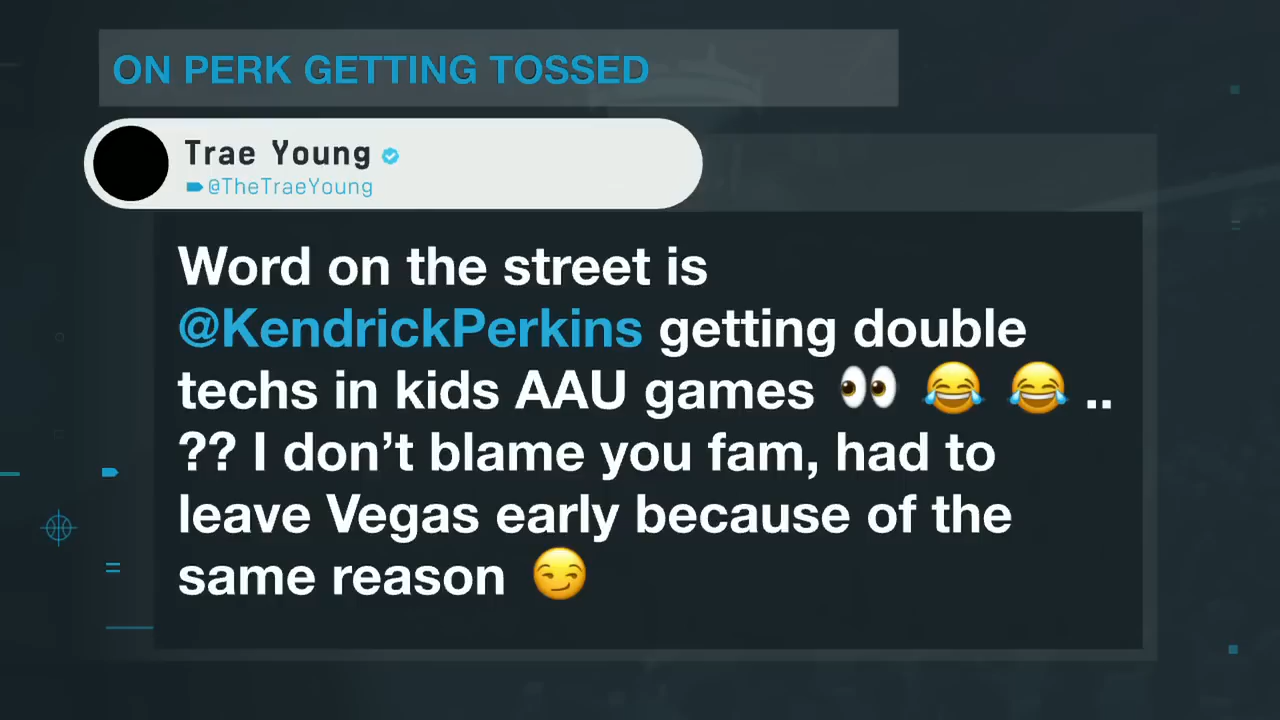 ON PERK GETTING TOSSED
Trae Young
@TheTraeYoung
Word on the street is
@KendrickPerkins getting double
techs in kids AAU games 👀 😂 😂 ..
?? I don’t blame you fam, had to
leave Vegas early because of the
same reason 😏